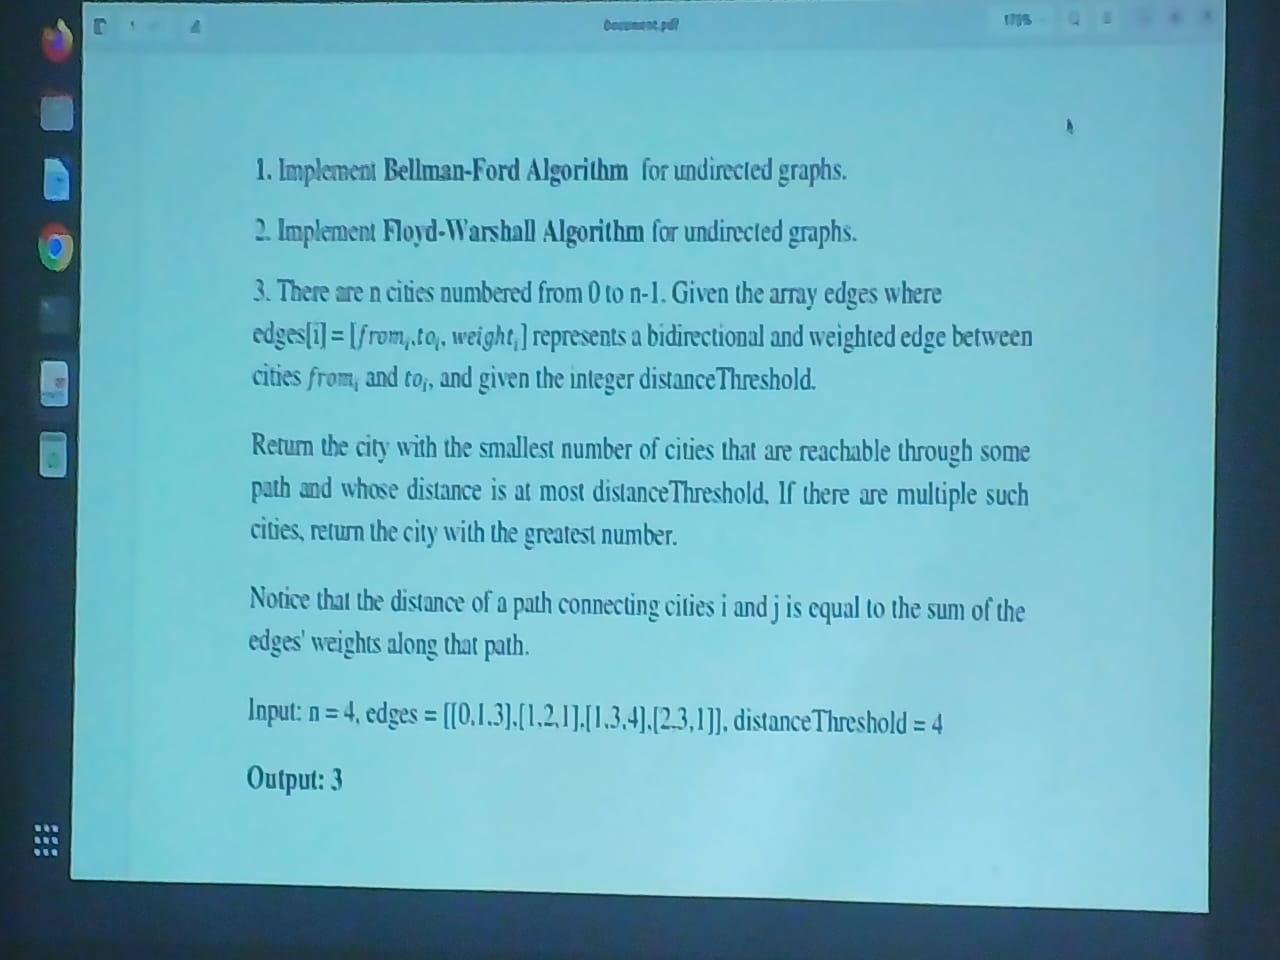 Document.pdf
170%
1. Implement Bellman-Ford Algorithm for undirected graphs.
2. Implement Floyd-Warshall Algorithm for undirected graphs.
3. There are n cities numbered from 0 to n-1. Given the array edges where
edges[i] = [from_i, to_i, weight_i] represents a bidirectional and weighted edge between
cities from_i and to_i, and given the integer distanceThreshold.
Return the city with the smallest number of cities that are reachable through some
path and whose distance is at most distanceThreshold. If there are multiple such
cities, return the city with the greatest number.
Notice that the distance of a path connecting cities i and j is equal to the sum of the
edges' weights along that path.
Input: n = 4, edges = [[0,1,3],[1,2,1],[1,3,4],[2,3,1]], distanceThreshold = 4
Output: 3